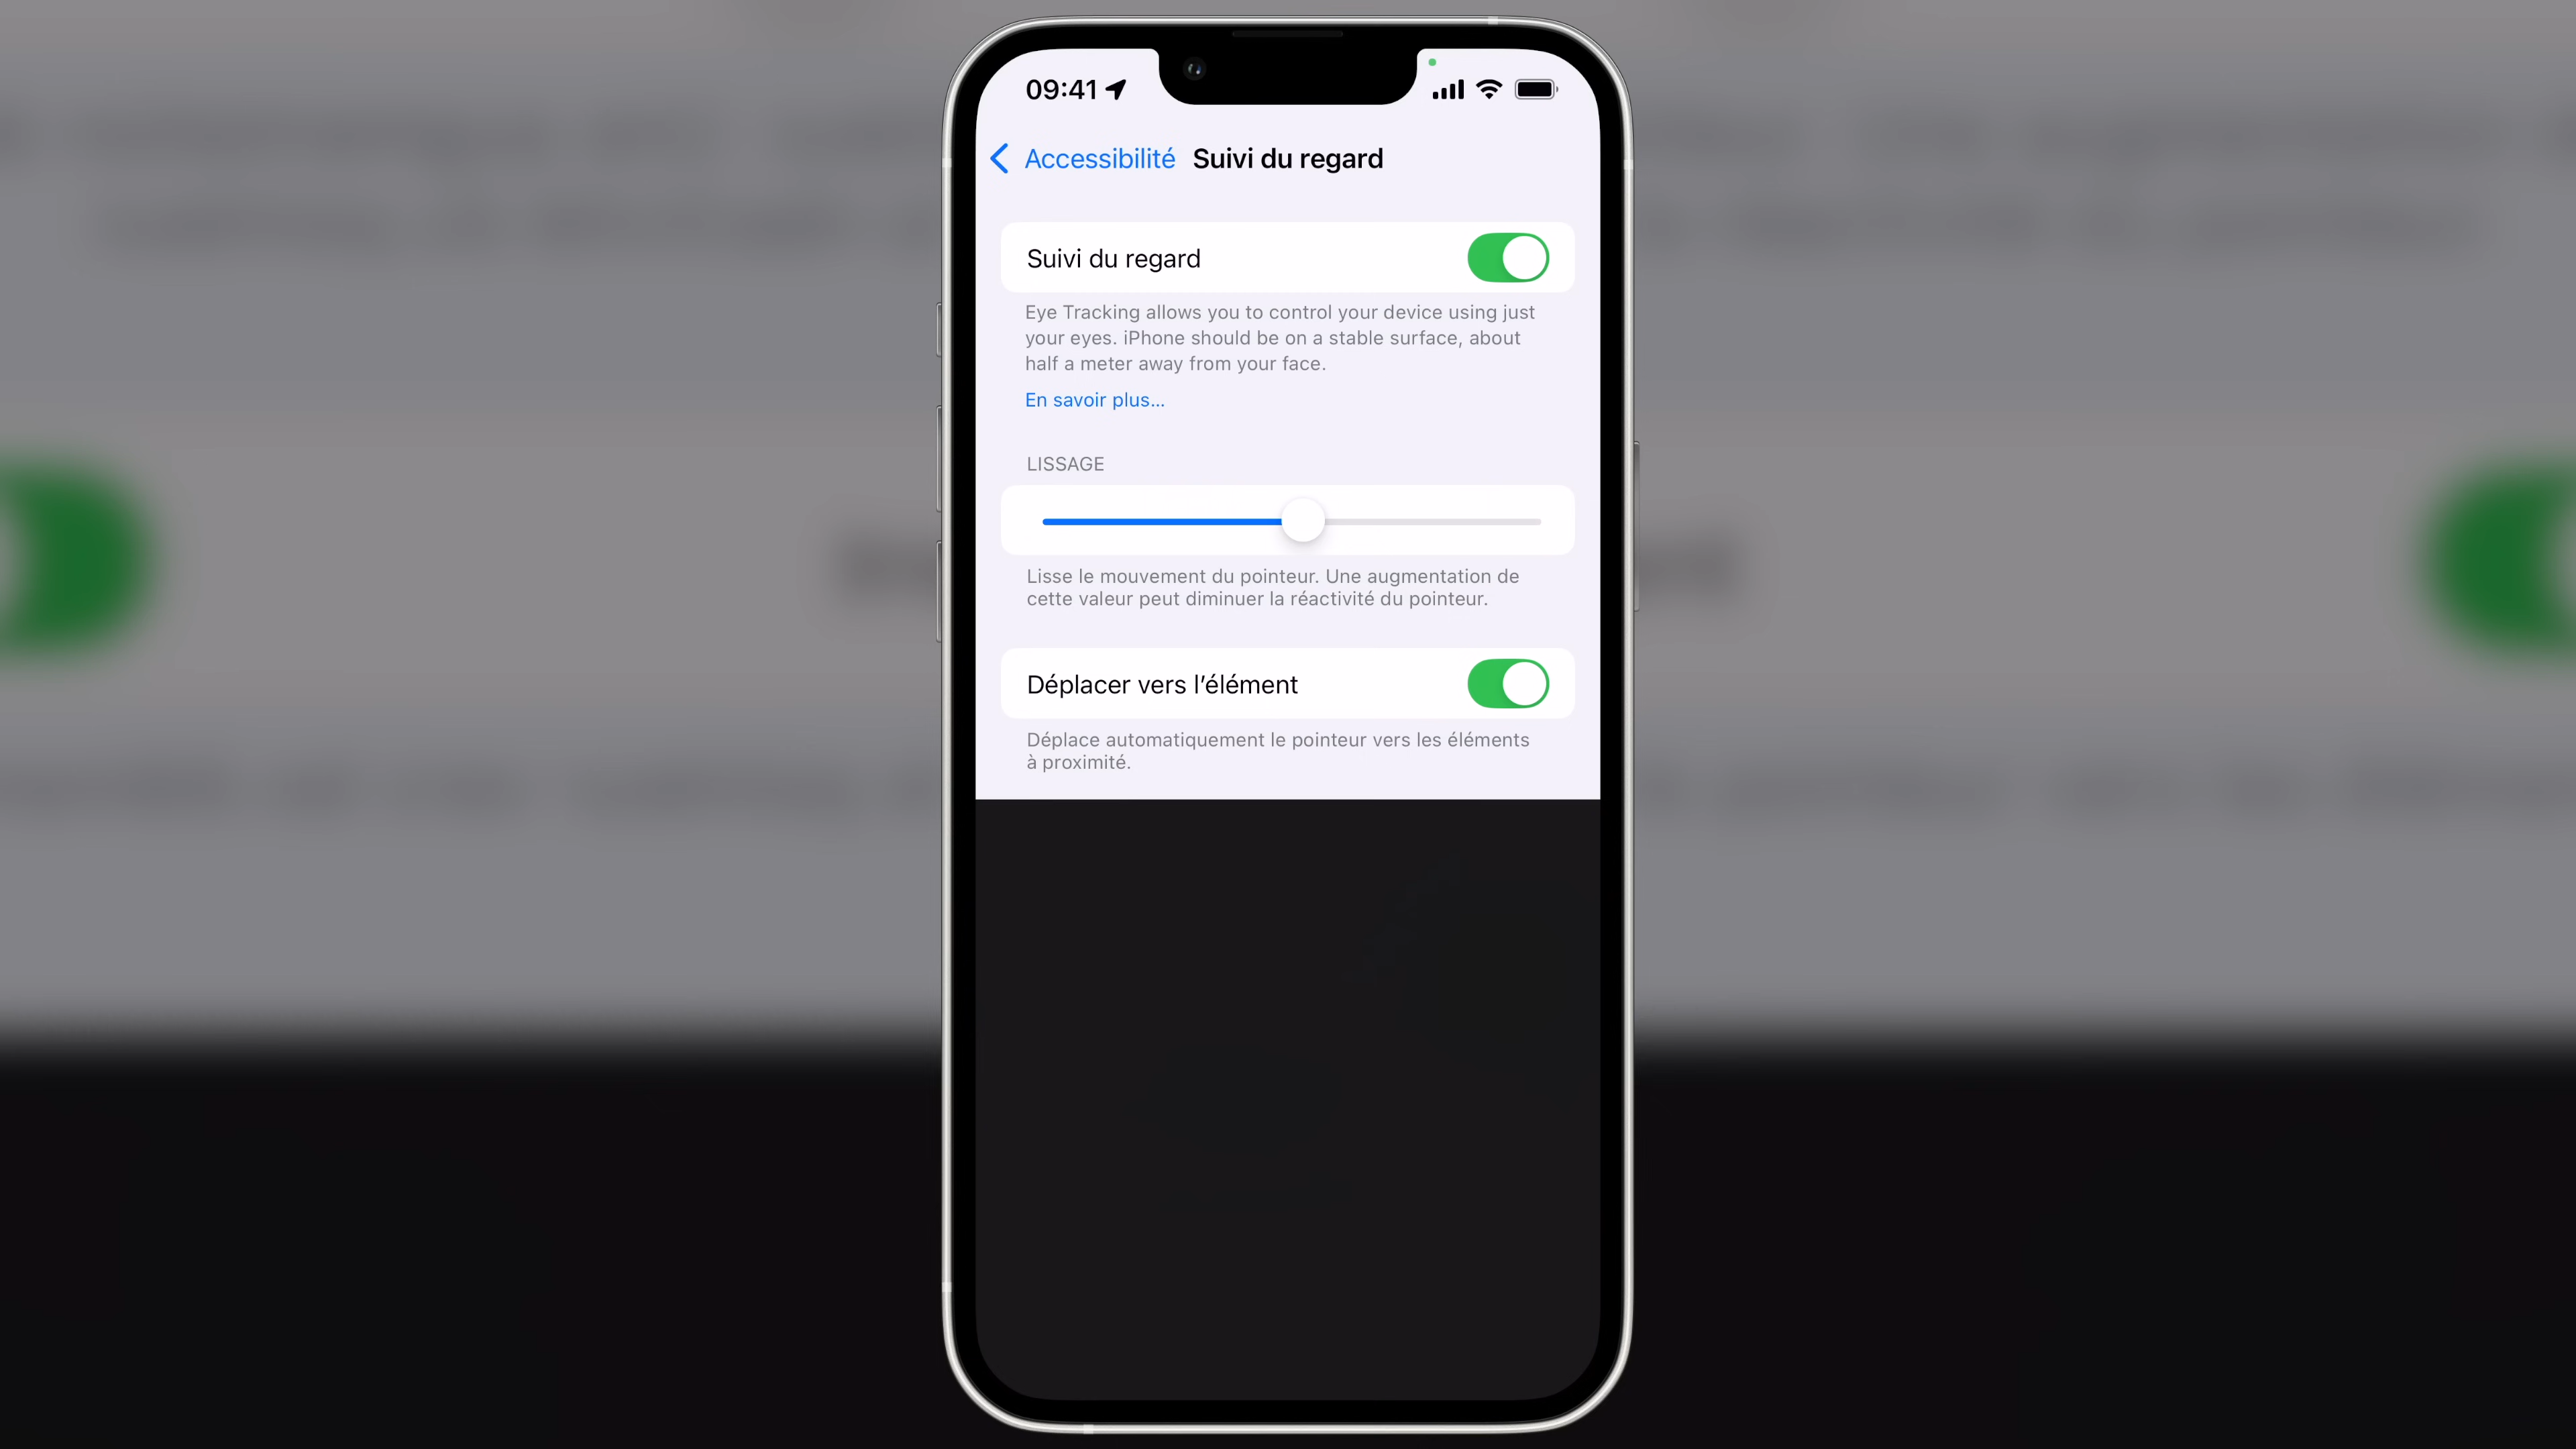 09:41
Accessibilité Suivi du regard
Suivi du regard
Eye Tracking allows you to control your device using just
your eyes. iPhone should be on a stable surface, about
half a meter away from your face.
En savoir plus...
LISSAGE
Lisse le mouvement du pointeur. Une augmentation de
cette valeur peut diminuer la réactivité du pointeur.
Déplacer vers l’élément
Déplace automatiquement le pointeur vers les éléments
à proximité.